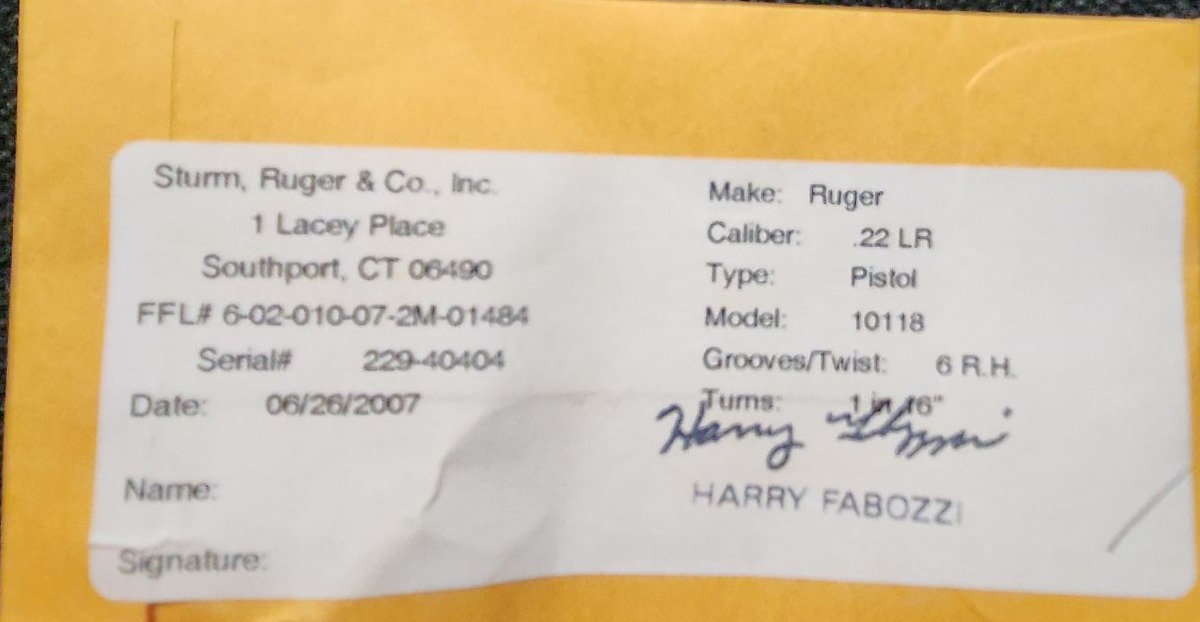 Sturm, Ruger & Co., Inc.
1 Lacey Place
Southport, CT 06490
FFL# 6-02-010-07-2M-01484
Serial# 229-40404
Date: 06/26/2007
Name:
Signature:
Make: Ruger
Caliber: .22 LR
Type: Pistol
Model: 10118
Grooves/Twist: 6 R.H.
Turns: 1 in 16"
Harry Fabozzi
HARRY FABOZZI